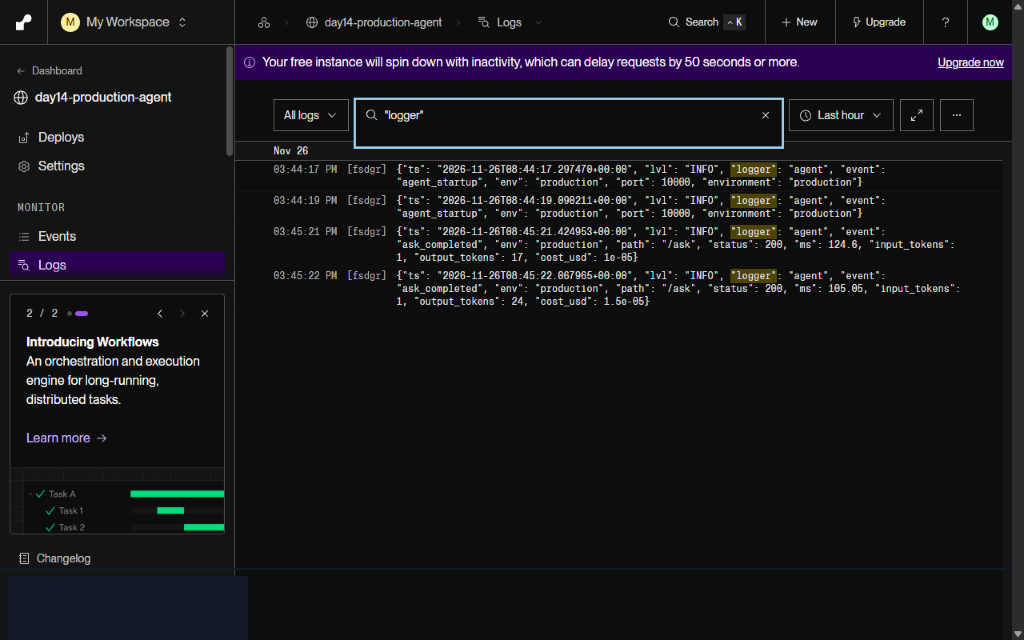 M My Workspace
day14-production-agent
Logs
Search
K
New
Upgrade
?
M
Dashboard
day14-production-agent
Deploys
Settings
MONITOR
Events
Logs
2 / 2
Introducing Workflows
An orchestration and execution
engine for long-running,
distributed tasks.
Learn more →
Task A
Task 1
Task 2
Changelog
Your free instance will spin down with inactivity, which can delay requests by 50 seconds or more.
Upgrade now
All logs
"logger"
Last hour
...
Nov 26
03:44:17 PM [fsdgr] {"ts": "2026-11-26T08:44:17.297470+00:00", "lvl": "INFO", "logger": "agent", "event":
"agent_startup", "env": "production", "port": 10000, "environment": "production"}
03:44:19 PM [fsdgr] {"ts": "2026-11-26T08:44:19.090211+00:00", "lvl": "INFO", "logger": "agent", "event":
"agent_startup", "env": "production", "port": 10000, "environment": "production"}
03:45:21 PM [fsdgr] {"ts": "2026-11-26T08:45:21.424953+00:00", "lvl": "INFO", "logger": "agent", "event":
"ask_completed", "env": "production", "path": "/ask", "status": 200, "ms": 124.6, "input_tokens":
1, "output_tokens": 17, "cost_usd": 1e-05}
03:45:22 PM [fsdgr] {"ts": "2026-11-26T08:45:22.067965+00:00", "lvl": "INFO", "logger": "agent", "event":
"ask_completed", "env": "production", "path": "/ask", "status": 200, "ms": 105.05, "input_tokens":
1, "output_tokens": 24, "cost_usd": 1.5e-05}